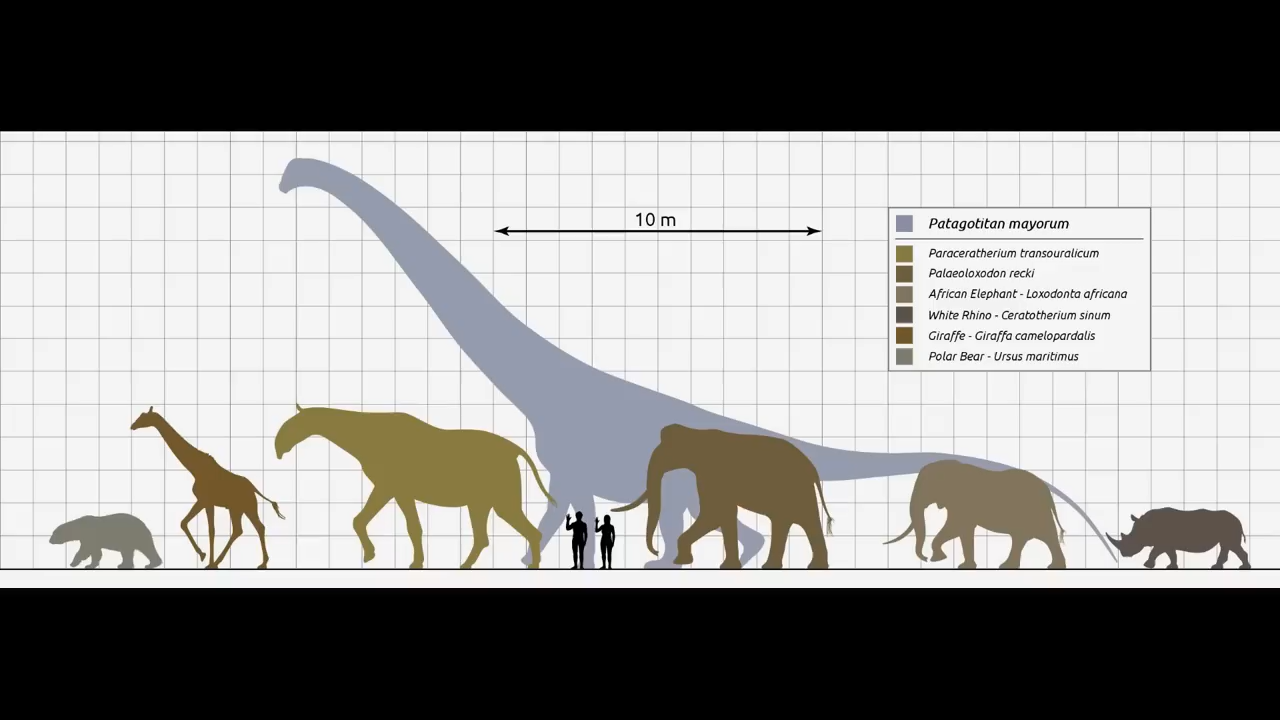 10 m
Patagotitan mayorum
Paraceratherium transouralicum
Palaeoloxodon recki
African Elephant - Loxodonta africana
White Rhino - Ceratotherium sinum
Giraffe - Giraffa camelopardalis
Polar Bear - Ursus maritimus